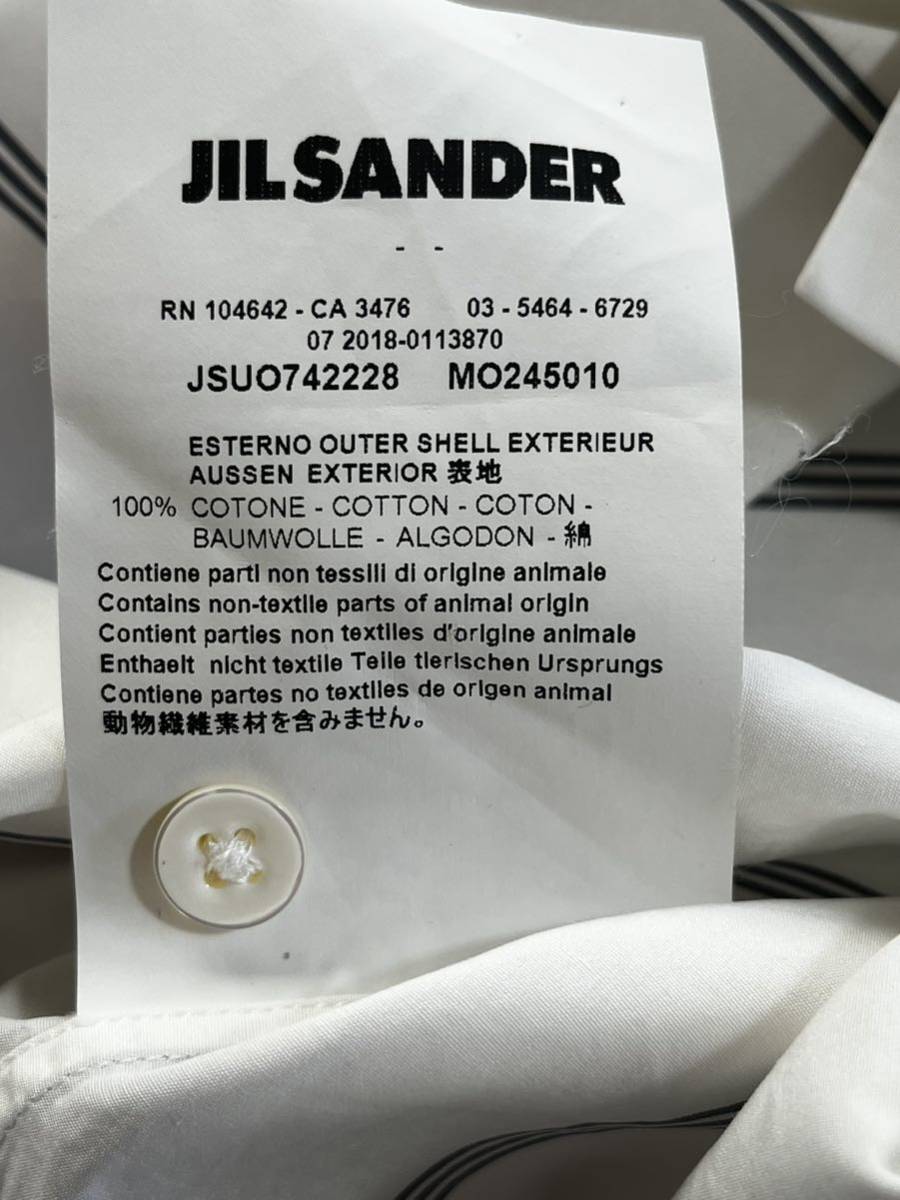 JIL SANDER
- -
RN 104642 - CA 3476 03 - 5464 - 6729
07 2018-0113870
JSUO742228 MO245010
ESTERNO OUTER SHELL EXTERIEUR
AUSSEN EXTERIOR 表地
100% COTONE - COTTON - COTON -
BAUMWOLLE - ALGODON - 綿
Contiene parti non tessili di origine animale
Contains non-textile parts of animal origin
Contient parties non textiles d'origine animale
Enthaelt nicht textile Teile tierischen Ursprungs
Contiene partes no textiles de origen animal
動物繊維素材を含みません。